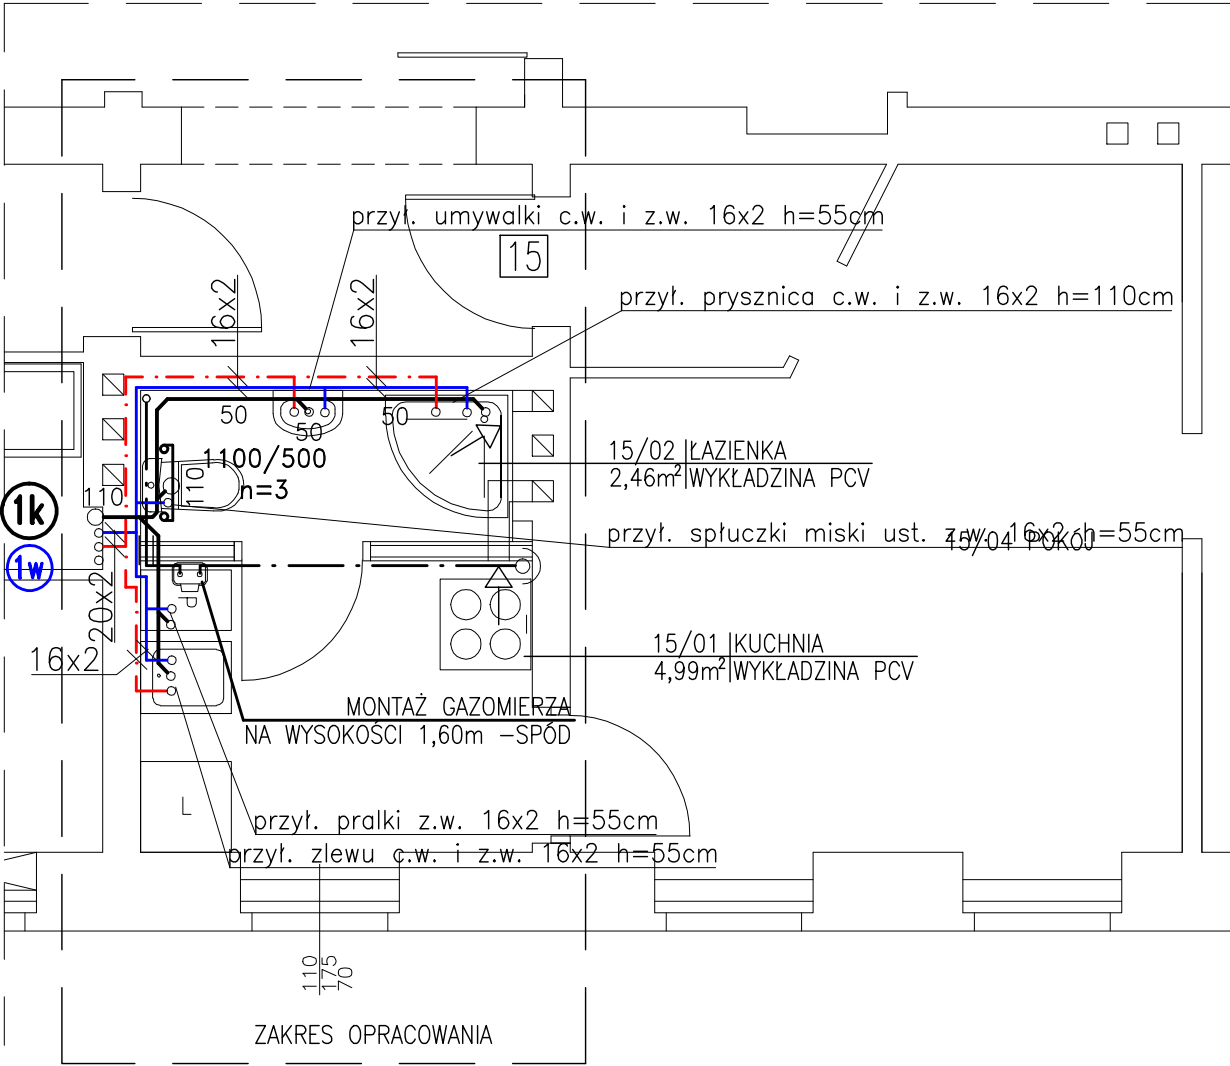 przył. umywalki c.w. i z.w. 16x2 h=55cm
15
16x2
16x2
przył. prysznica c.w. i z.w. 16x2 h=110cm
50
50
50
1100/500
n=3
110
110
15/02 ŁAZIENKA
2,46m² WYKŁADZINA PCV
1k
1w
przył. spłuczki miski ust. z.w. 16x2 h=55cm
15/04 POKÓJ
20x2
P
16x2
15/01 KUCHNIA
4,99m² WYKŁADZINA PCV
MONTAŻ GAZOMIERZA
NA WYSOKOŚCI 1,60m -SPÓD
L
przył. pralki z.w. 16x2 h=55cm
przył. zlewu c.w. i z.w. 16x2 h=55cm
110
175
70
ZAKRES OPRACOWANIA